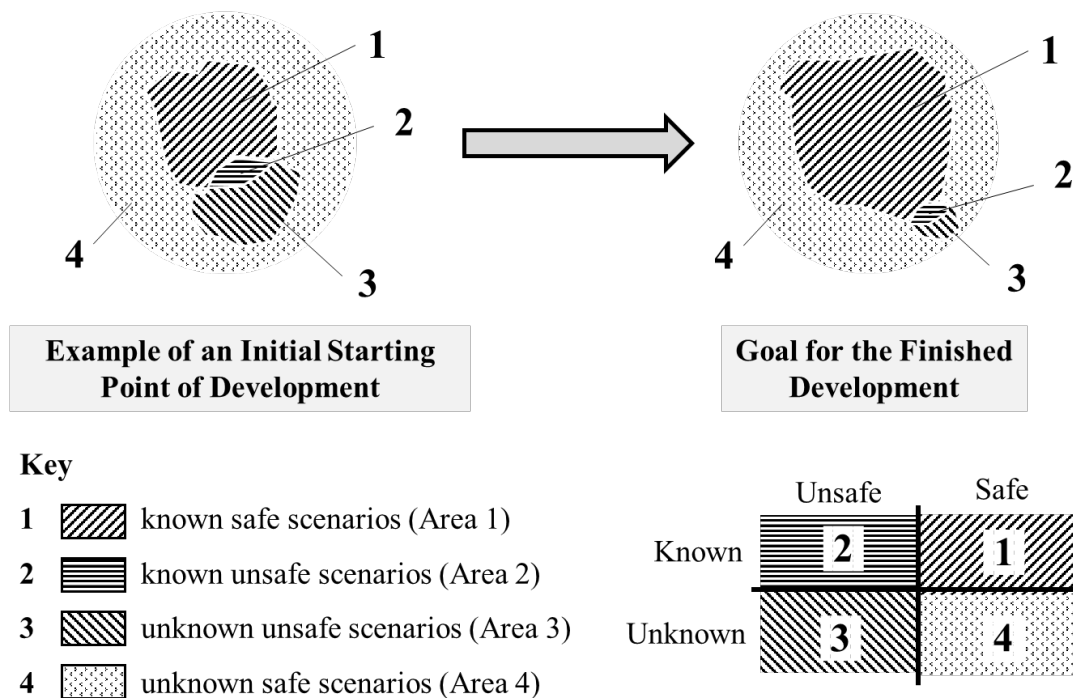 1
2
4
3
1
2
4
3
Example of an Initial Starting
Point of Development
Goal for the Finished
Development
Key
1 known safe scenarios (Area 1)
2 known unsafe scenarios (Area 2)
3 unknown unsafe scenarios (Area 3)
4 unknown safe scenarios (Area 4)
Unsafe Safe
Known 2 1
Unknown 3 4